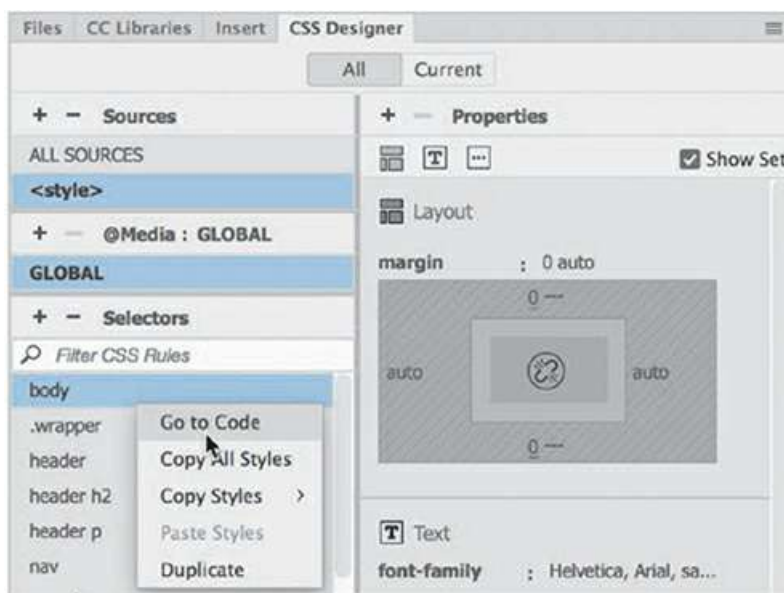 Files CC Libraries Insert CSS Designer
All Current
+ - Sources
ALL SOURCES
<style>
+ - @Media : GLOBAL
GLOBAL
+ - Selectors
Filter CSS Rules
body
.wrapper
header
header h2
header p
nav
Go to Code
Copy All Styles
Copy Styles >
Paste Styles
Duplicate
+ - Properties
T ... Show Set
Layout
margin : 0 auto
0
auto auto
0
T Text
font-family : Helvetica, Arial, sa...